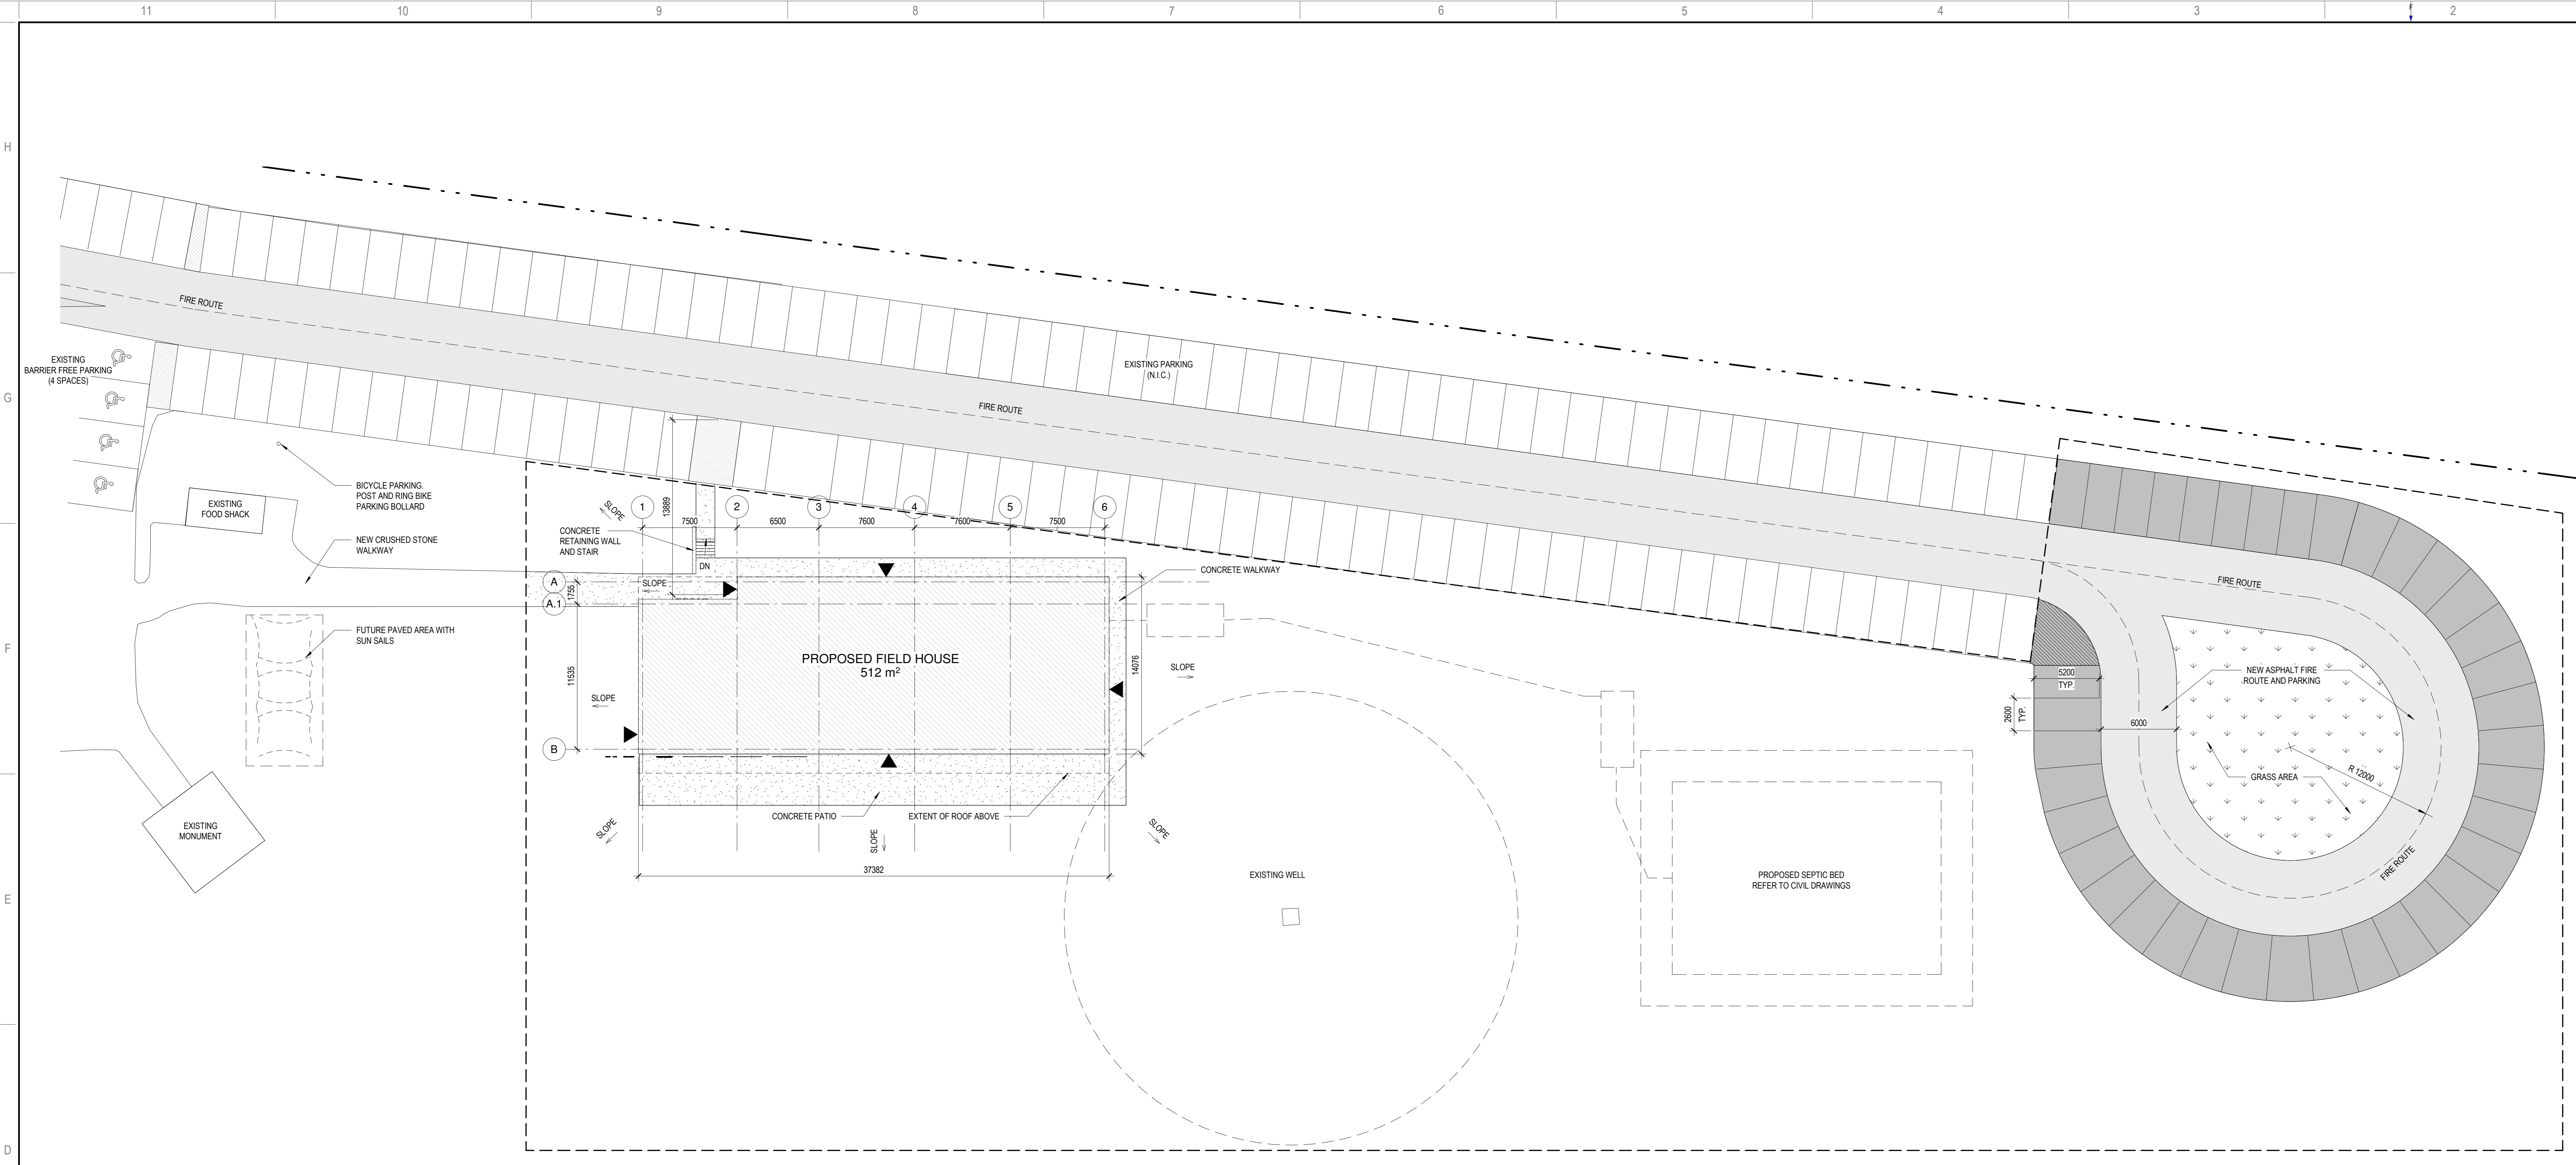 11
10
9
8
7
6
5
4
3
F
2
H
G
F
E
D
FIRE ROUTE
EXISTING
BARRIER FREE PARKING
(4 SPACES)
EXISTING PARKING
(N.I.C.)
FIRE ROUTE
BICYCLE PARKING.
POST AND RING BIKE
PARKING BOLLARD
EXISTING
FOOD SHACK
NEW CRUSHED STONE
WALKWAY
FUTURE PAVED AREA WITH
SUN SAILS
EXISTING
MONUMENT
SLOPE
13889
1
2
3
4
5
6
7500
6500
7600
7600
7500
CONCRETE
RETAINING WALL
AND STAIR
DN
A
A.1
B
1755
11535
SLOPE
CONCRETE WALKWAY
PROPOSED FIELD HOUSE
512 m²
14076
SLOPE
SLOPE
CONCRETE PATIO
EXTENT OF ROOF ABOVE
SLOPE
SLOPE
SLOPE
37382
EXISTING WELL
PROPOSED SEPTIC BED
REFER TO CIVIL DRAWINGS
FIRE ROUTE
5200
TYP.
2600
TYP.
6000
NEW ASPHALT FIRE
ROUTE AND PARKING
GRASS AREA
R 12000
FIRE ROUTE